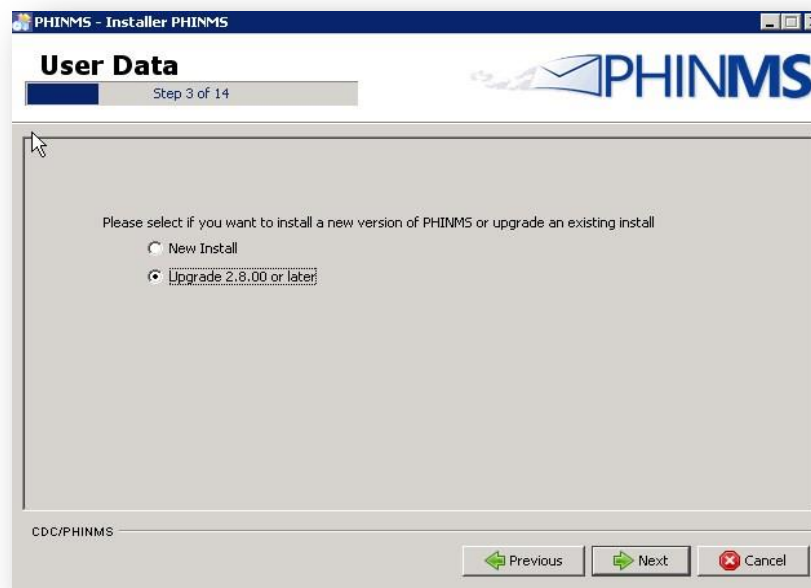 PHINMS - Installer PHINMS
User Data
Step 3 of 14
PHINMS
Please select if you want to install a new version of PHINMS or upgrade an existing install
New Install
Upgrade 2.8.00 or later
CDC/PHINMS
Previous
Next
Cancel